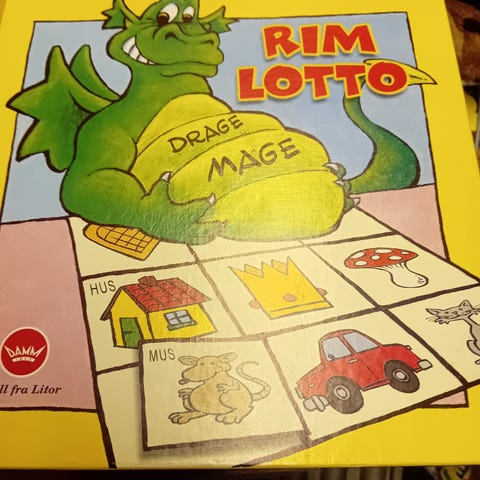 RIM
LOTTO
DRAGE
MAGE
HUS
MUS
DAMM
ll fra Litor